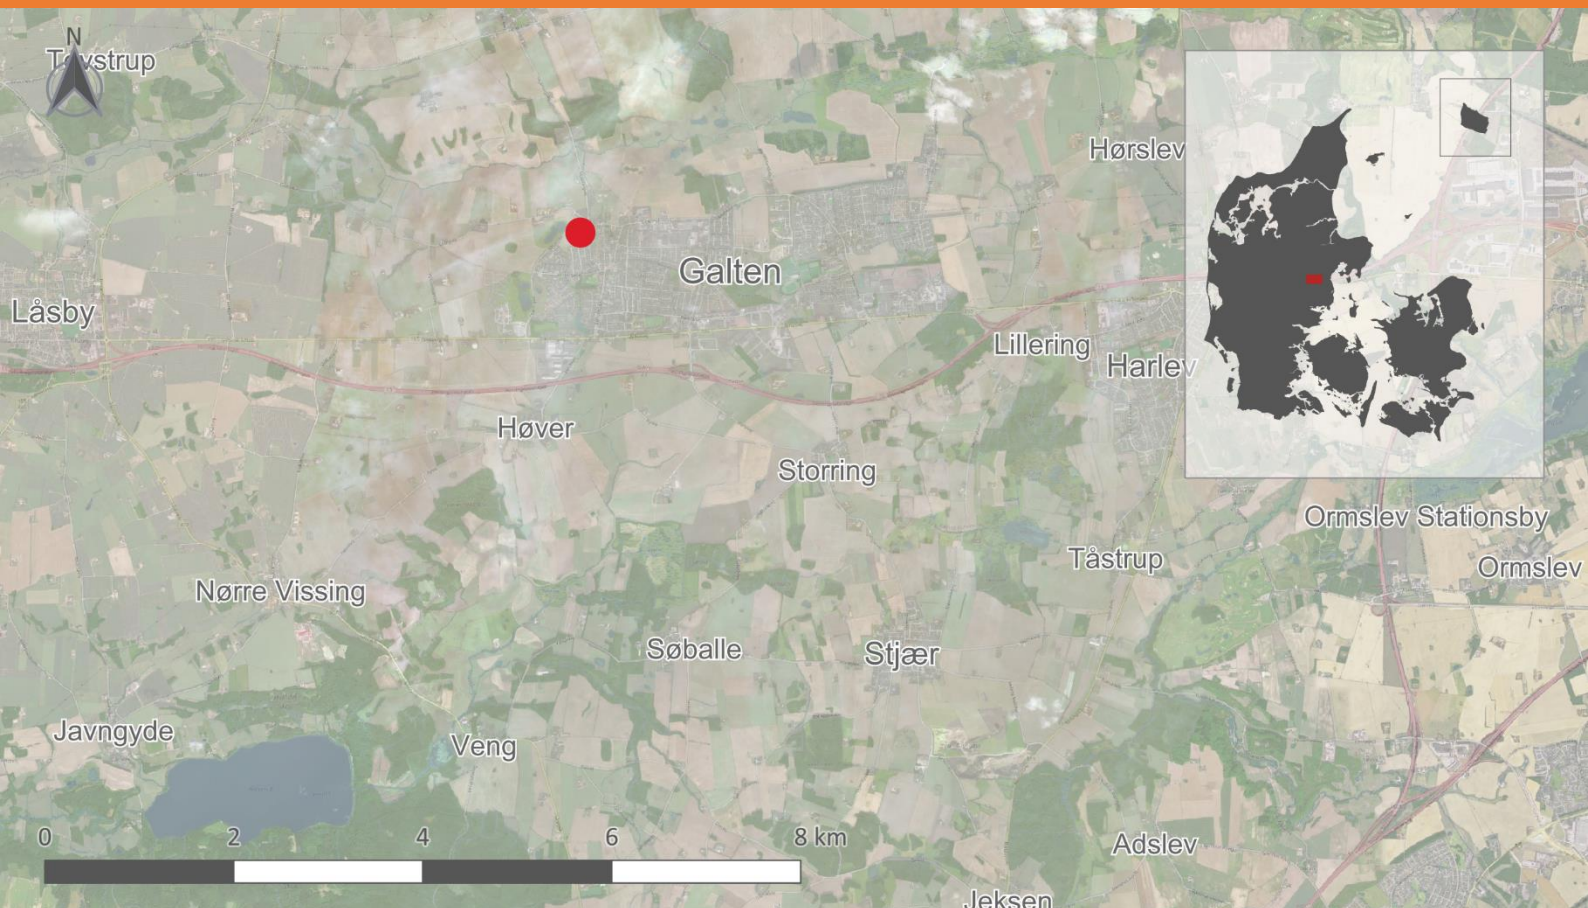 N
Tovstrup
Hørslev
Galten
Låsby
Lillering
Harlev
Høver
Storring
Ormslev Stationsby
Tåstrup
Ormslev
Nørre Vissing
Søballe
Stjær
Javngyde
Veng
0 2 4 6 8 km
Adslev
Jeksen